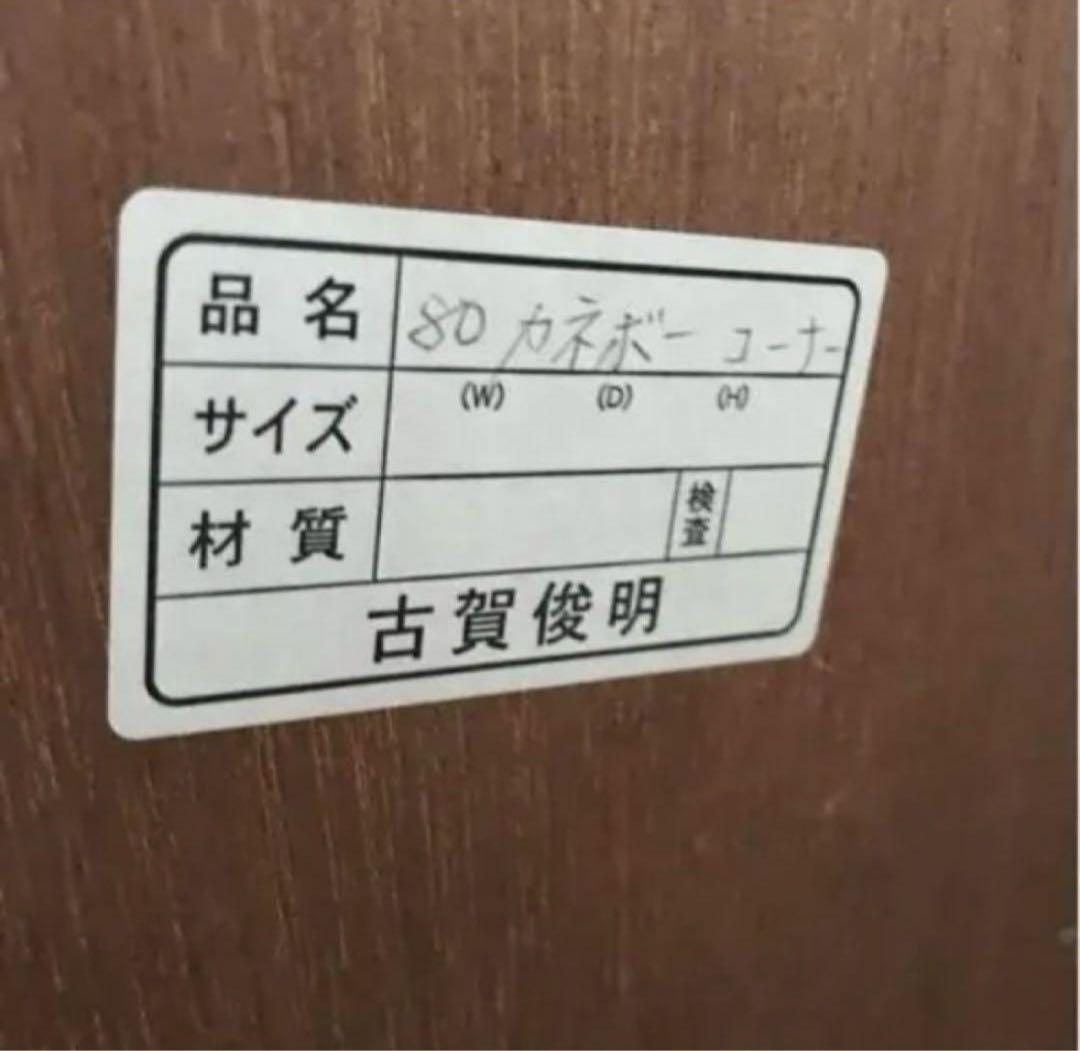 品名 80 カネボー コーナー
サイズ (W) (D) (H)
材質 検査
古賀俊明